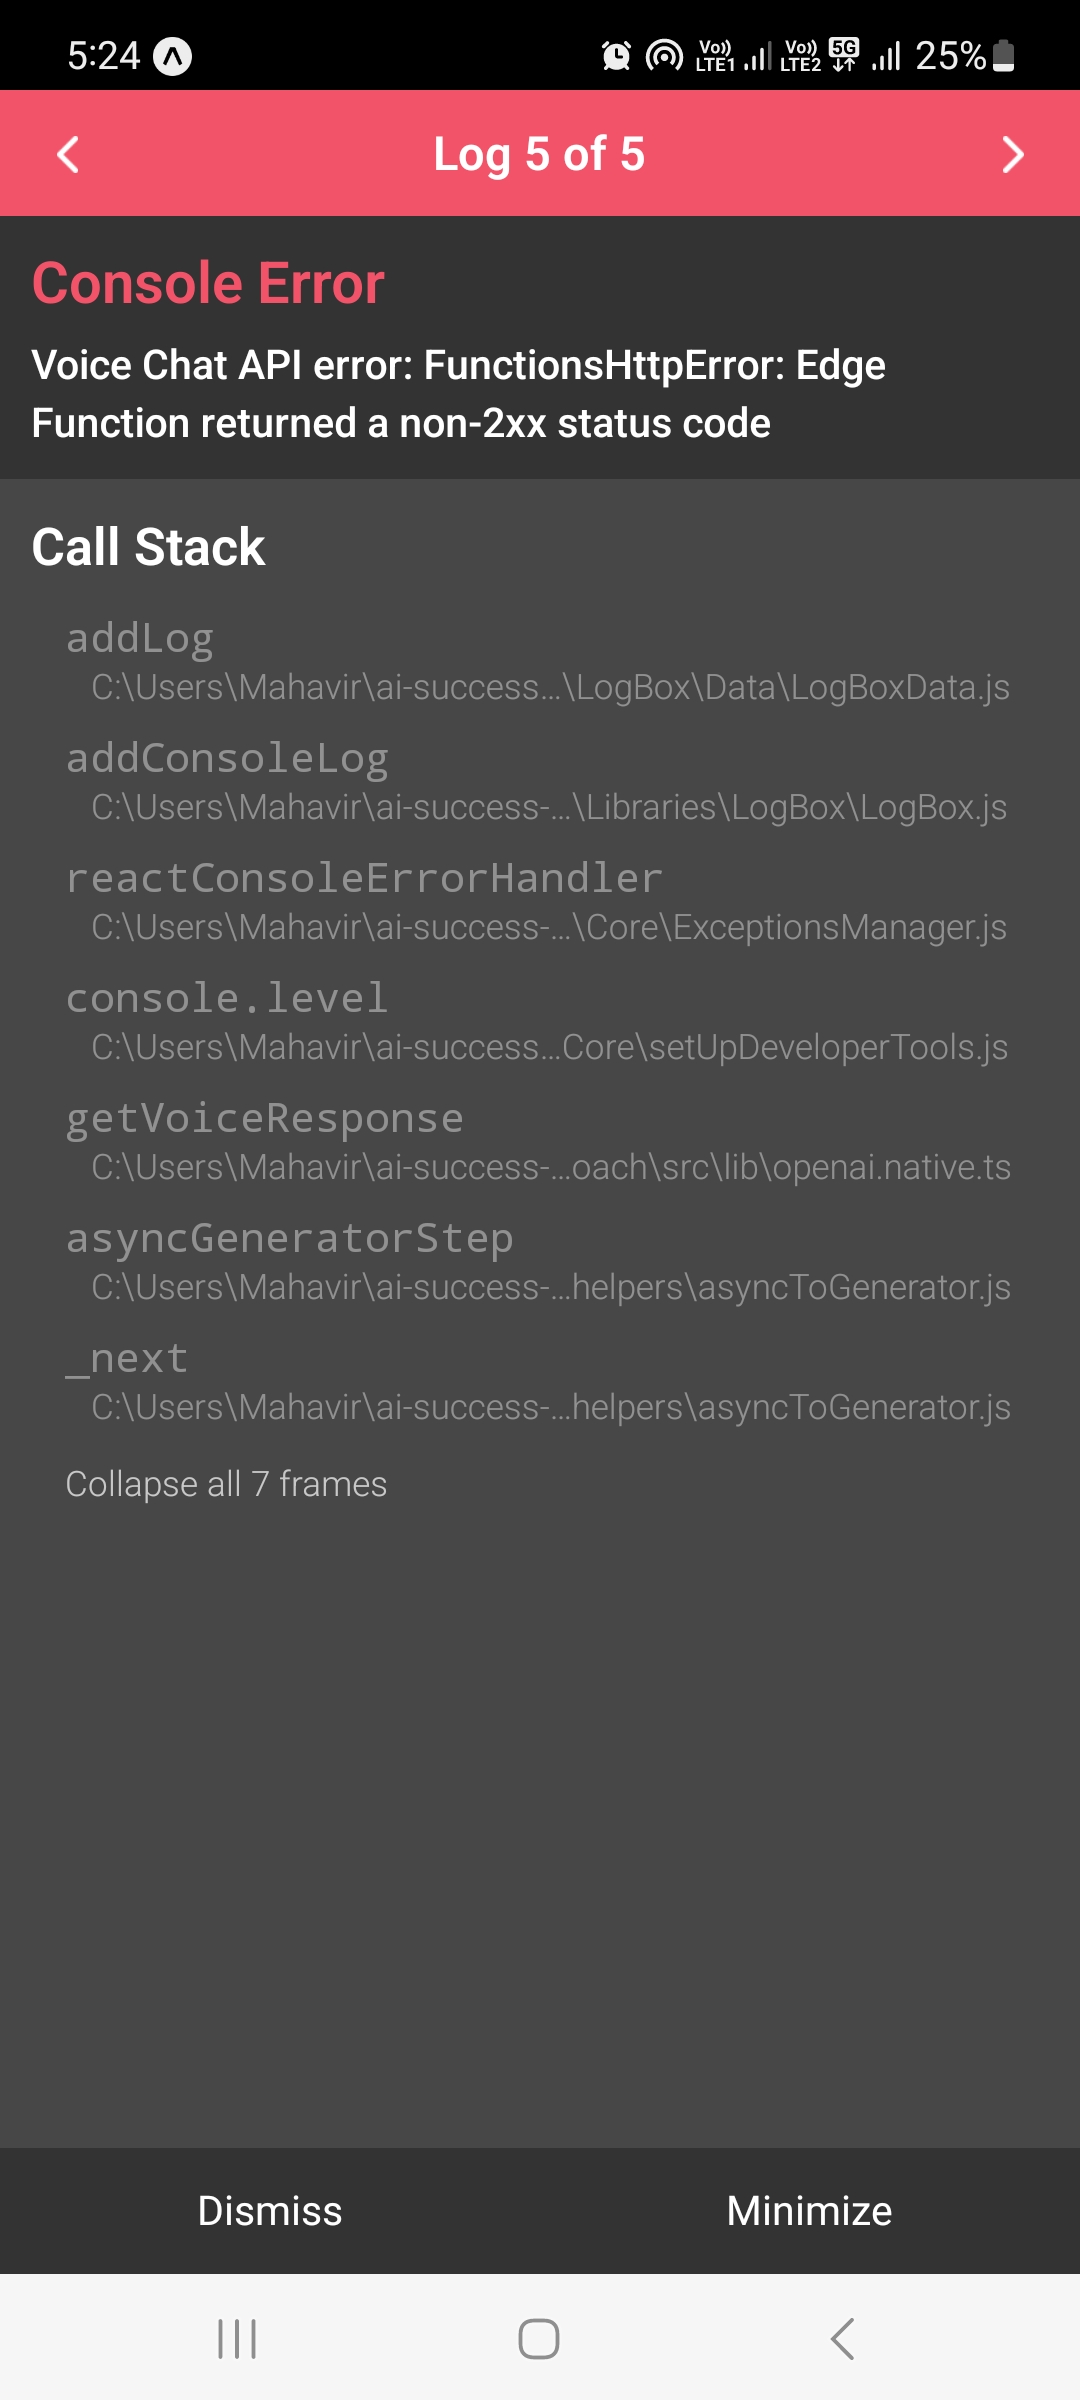 5:24
Vo)) LTE1 Vo)) LTE2 5G 25%
Log 5 of 5
Console Error
Voice Chat API error: FunctionsHttpError: Edge
Function returned a non-2xx status code
Call Stack
addLog
C:\Users\Mahavir\ai-success...\LogBox\Data\LogBoxData.js
addConsoleLog
C:\Users\Mahavir\ai-success-...\Libraries\LogBox\LogBox.js
reactConsoleErrorHandler
C:\Users\Mahavir\ai-success-...\Core\ExceptionsManager.js
console.level
C:\Users\Mahavir\ai-success...Core\setUpDeveloperTools.js
getVoiceResponse
C:\Users\Mahavir\ai-success-...oach\src\lib\openai.native.ts
asyncGeneratorStep
C:\Users\Mahavir\ai-success-...helpers\asyncToGenerator.js
_next
C:\Users\Mahavir\ai-success-...helpers\asyncToGenerator.js
Collapse all 7 frames
Dismiss Minimize